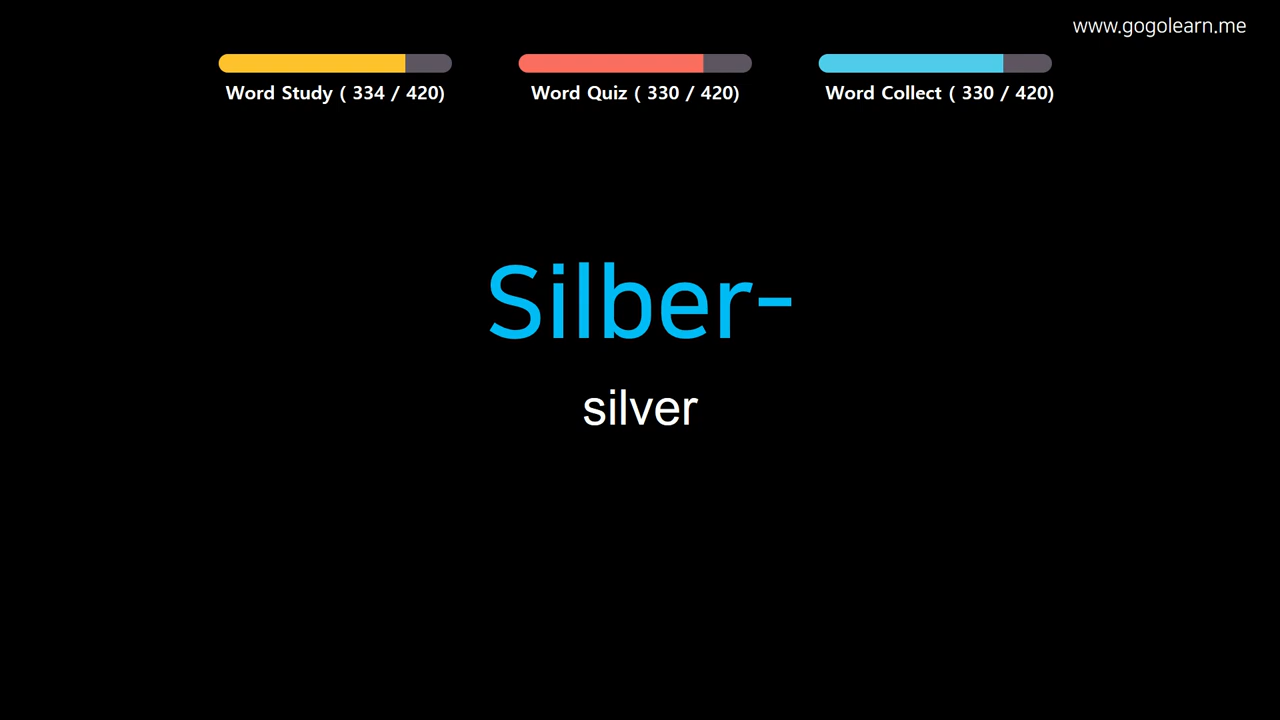 www.gogolearn.me
Word Study ( 334 / 420)
Word Quiz ( 330 / 420)
Word Collect ( 330 / 420)
Silber-
silver